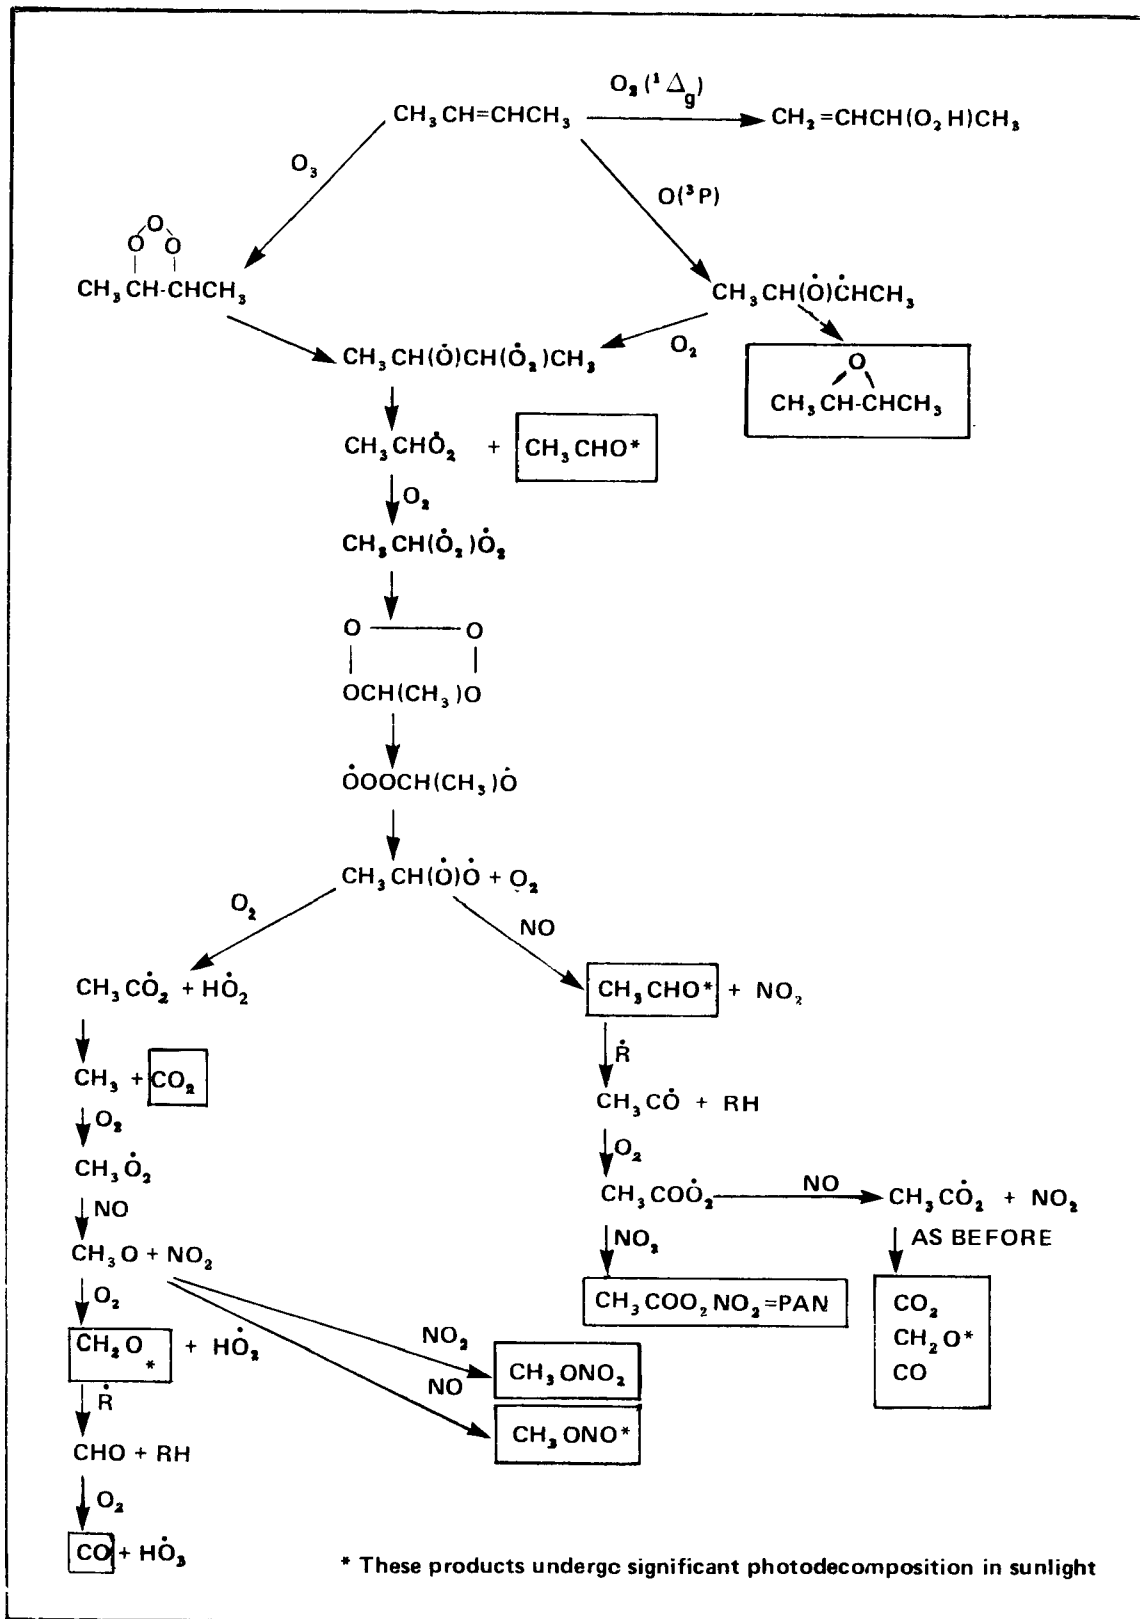 O₂ (¹Δg)
CH₃CH=CHCH₃
CH₂=CHCH(O₂H)CH₃
O₃
O(³P)
O
O O
CH₃CH-CHCH₃
CH₃CH(Ȯ)ĊHCH₃
O₂
CH₃CH(Ȯ)CH(Ȯ₂)CH₃
O
CH₃CH-CHCH₃
CH₃CHȮ₂ + CH₃CHO*
O₂
CH₃CH(Ȯ₂)Ȯ₂
O O
OCH(CH₃)O
ȮOOCH(CH₃)Ȯ
CH₃CH(Ȯ)Ȯ + O₂
O₂
NO
CH₃CȮ₂ + HȮ₂
CH₃CHO* + NO₂
Ṙ
CH₃ + CO₂
CH₃CȮ + RH
O₂
O₂
CH₃Ȯ₂
CH₃COȮ₂
NO
CH₃CȮ₂ + NO₂
NO
NO₂
AS BEFORE
CH₃O + NO₂
O₂
CH₃COO₂NO₂=PAN
CO₂
CH₂O*
CO
CH₂O* + HȮ₂
NO₂
NO
CH₃ONO₂
CH₃ONO*
Ṙ
CHO + RH
O₂
CO + HȮ₃
* These products undergc significant photodecomposition in sunlight